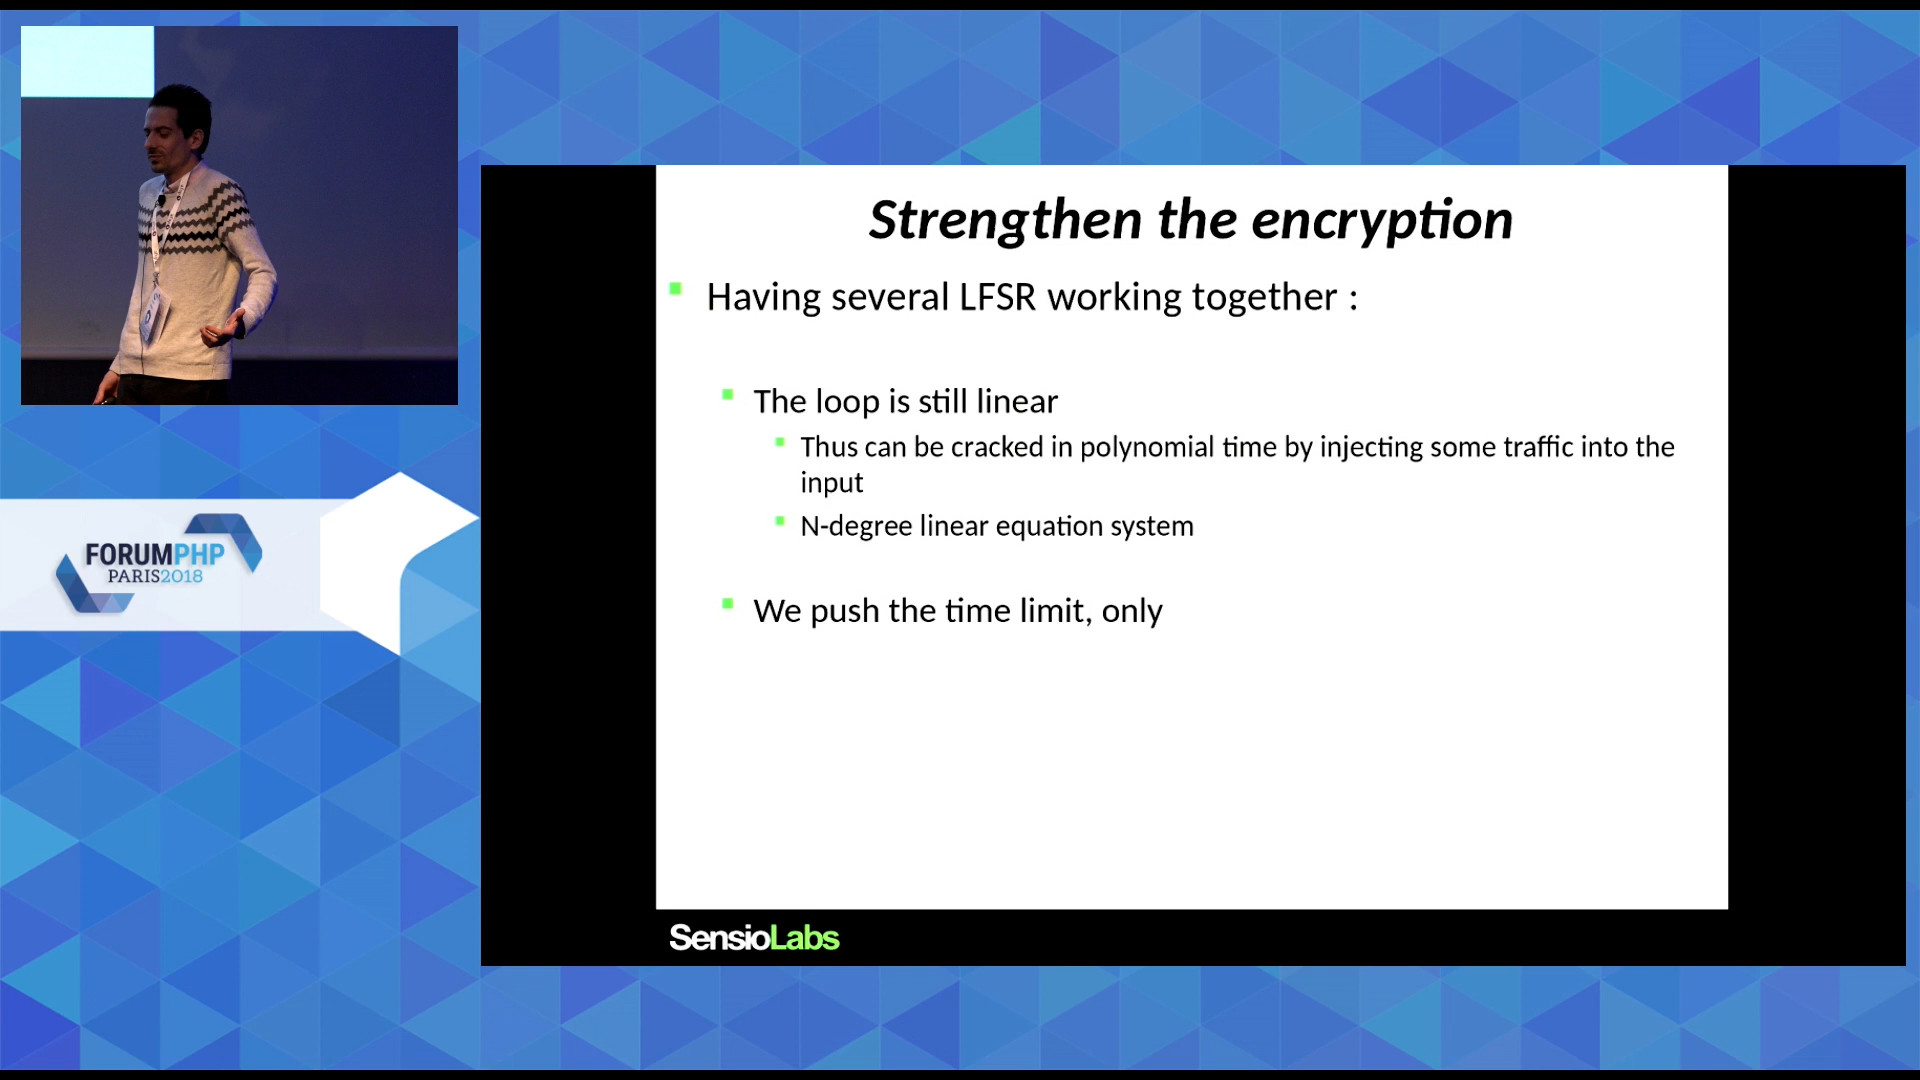 Strengthen the encryption
Having several LFSR working together :
The loop is still linear
Thus can be cracked in polynomial time by injecting some traffic into the
input
N-degree linear equation system
We push the time limit, only
FORUMPHP
PARIS2018
SensioLabs